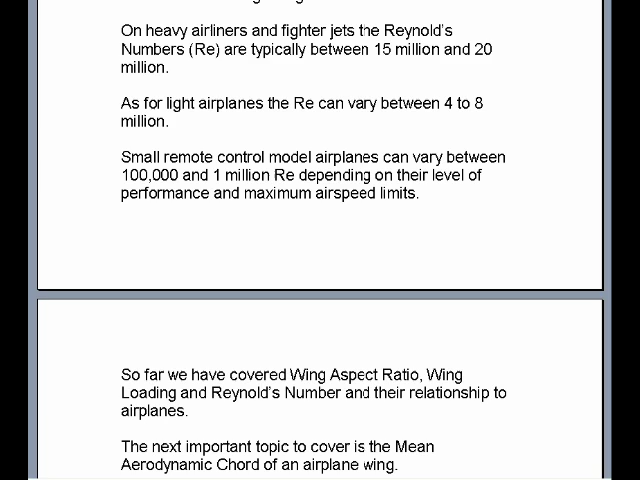 On heavy airliners and fighter jets the Reynold's
Numbers (Re) are typically between 15 million and 20
million.
As for light airplanes the Re can vary between 4 to 8
million.
Small remote control model airplanes can vary between
100,000 and 1 million Re depending on their level of
performance and maximum airspeed limits.
So far we have covered Wing Aspect Ratio, Wing
Loading and Reynold's Number and their relationship to
airplanes.
The next important topic to cover is the Mean
Aerodynamic Chord of an airplane wing.